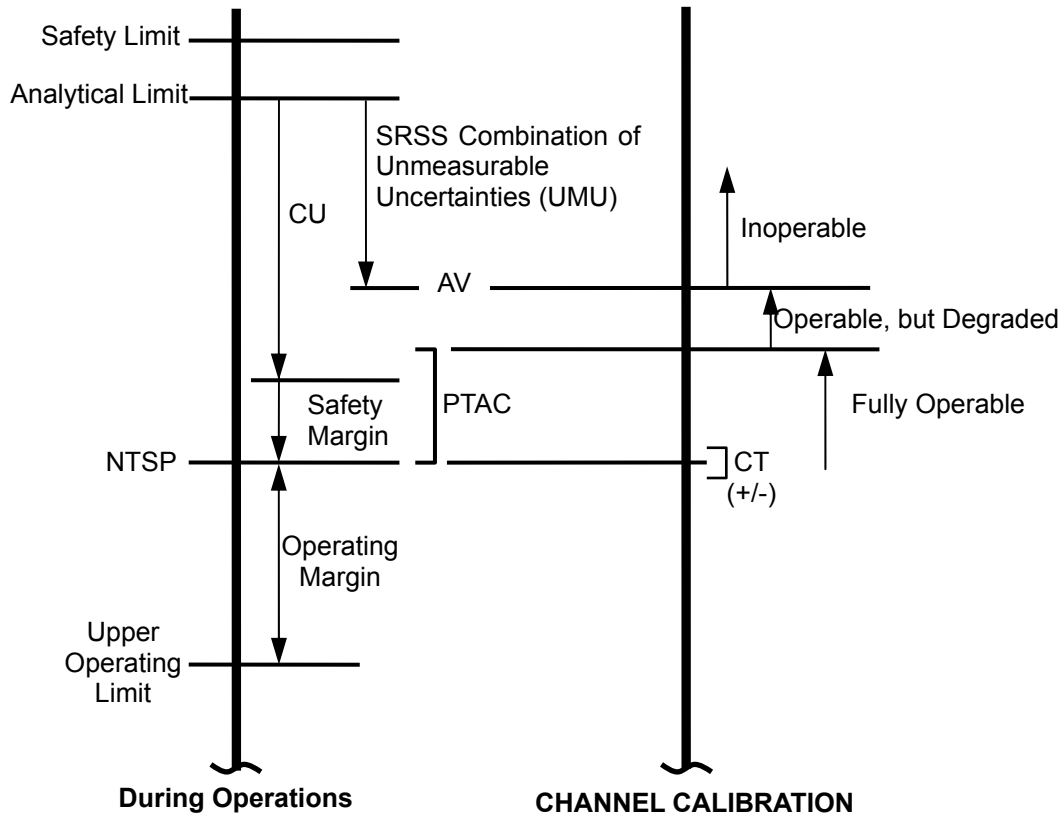 Safety Limit
Analytical Limit
SRSS Combination of
Unmeasurable
Uncertainties (UMU)
CU
Inoperable
AV
Operable, but Degraded
PTAC
Safety
Margin
Fully Operable
NTSP
CT
(+/-)
Operating
Margin
Upper
Operating
Limit
During Operations
CHANNEL CALIBRATION